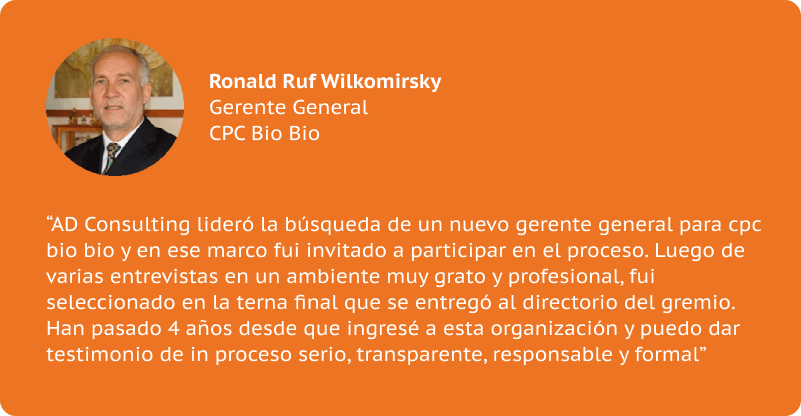 Ronald Ruf Wilkomirsky
Gerente General
CPC Bio Bio
“AD Consulting lideró la búsqueda de un nuevo gerente general para cpc
bio bio y en ese marco fui invitado a participar en el proceso. Luego de
varias entrevistas en un ambiente muy grato y profesional, fui
seleccionado en la terna final que se entregó al directorio del gremio.
Han pasado 4 años desde que ingresé a esta organización y puedo dar
testimonio de in proceso serio, transparente, responsable y formal”